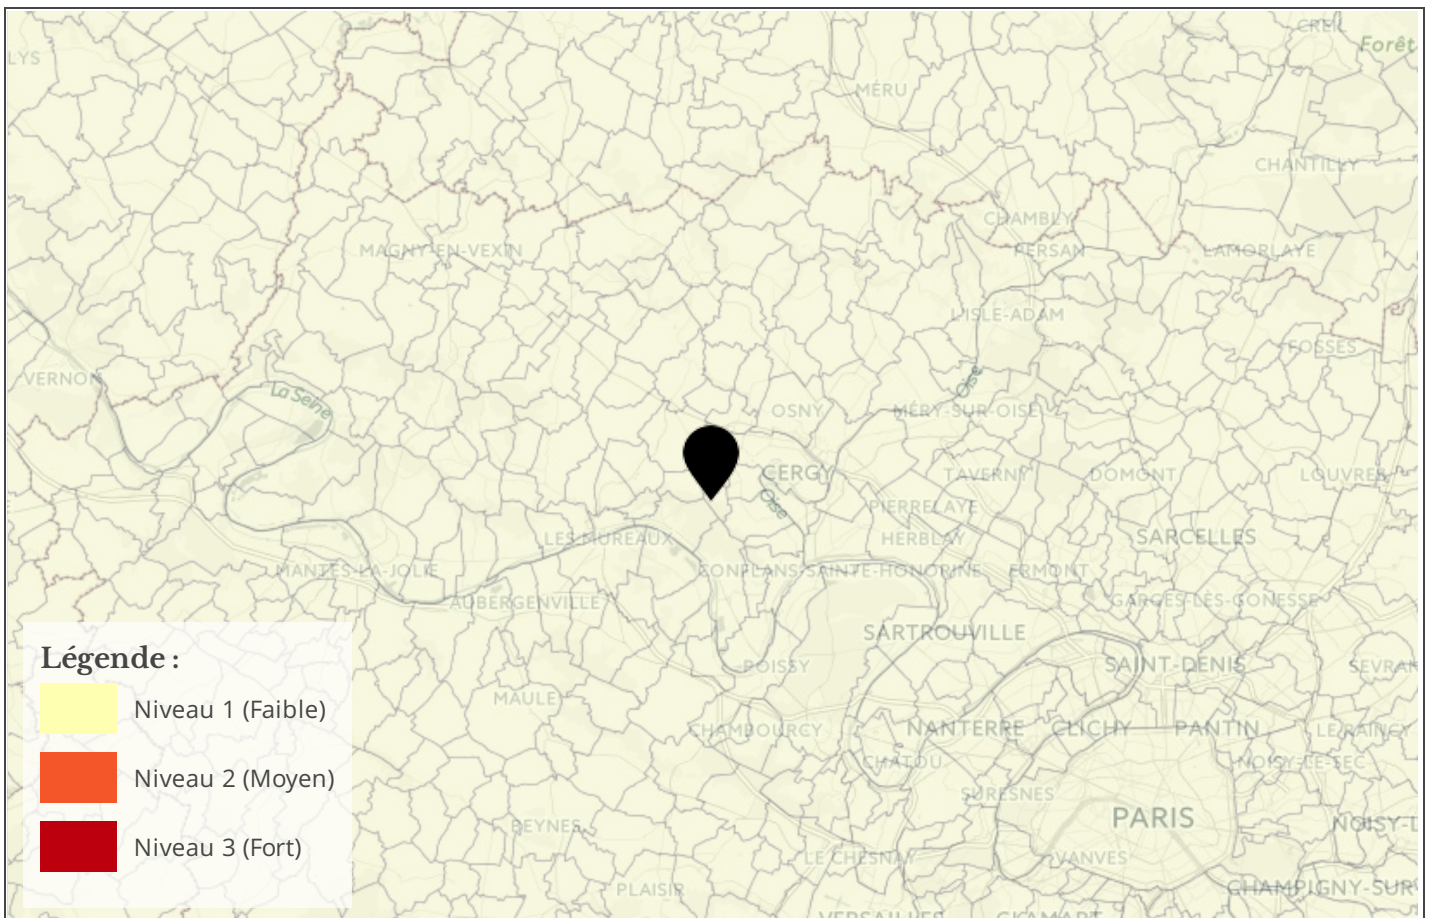 CREIL
Forêt
LYS
MÉRU
CHANTILLY
CHAMBLY
MAGNY-EN-VEXIN
PERSAN
LAMORLAYE
L'ISLE-ADAM
FOSSES
VERNON
La Seine
Oise
OSNY
MÉRY-SUR-OISE
CERGY
TAVERNY
DOMONT
LOUVRES
Oise
PIERRELAYE
LES MUREAUX
HERBLAY
SARCELLES
MANTES-LA-JOLIE
CONFLANS-SAINTE-HONORINE
ERMONT
AUBERGENVILLE
GARGES-LÈS-GONESSE
SARTROUVILLE
Légende :
POISSY
SAINT-DENIS
SEVRAN
MAULE
Niveau 1 (Faible)
CHAMBOURCY
NANTERRE
CLICHY
PANTIN
LE RAINCY
CHATOU
NOISY-LE-SEC
Niveau 2 (Moyen)
SURESNES
PARIS
BEYNES
NOISY-L
Niveau 3 (Fort)
LE CHESNAY
VANVES
PLAISIR
CHAMPIGNY-SUR
VERSAILLES
CLAMART